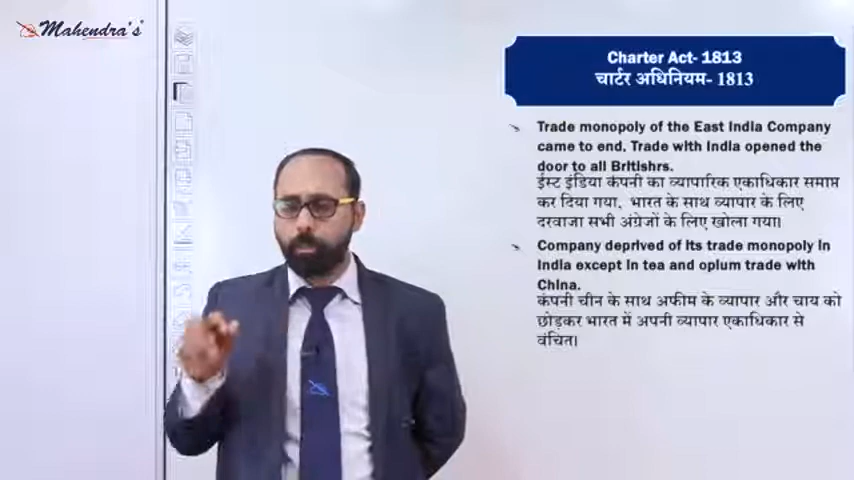 Mahendra's
Charter Act- 1813
चार्टर अधिनियम- 1813
Trade monopoly of the East India Company
came to end. Trade with India opened the
door to all Britishrs.
ईस्ट इंडिया कंपनी का व्यापारिक एकाधिकार समाप्त
कर दिया गया, भारत के साथ व्यापार के लिए
दरवाजा सभी अंग्रेजों के लिए खोला गया।
Company deprived of its trade monopoly in
India except in tea and opium trade with
China.
कंपनी चीन के साथ अफीम के व्यापार और चाय को
छोड़कर भारत में अपनी व्यापार एकाधिकार से
वंचित।